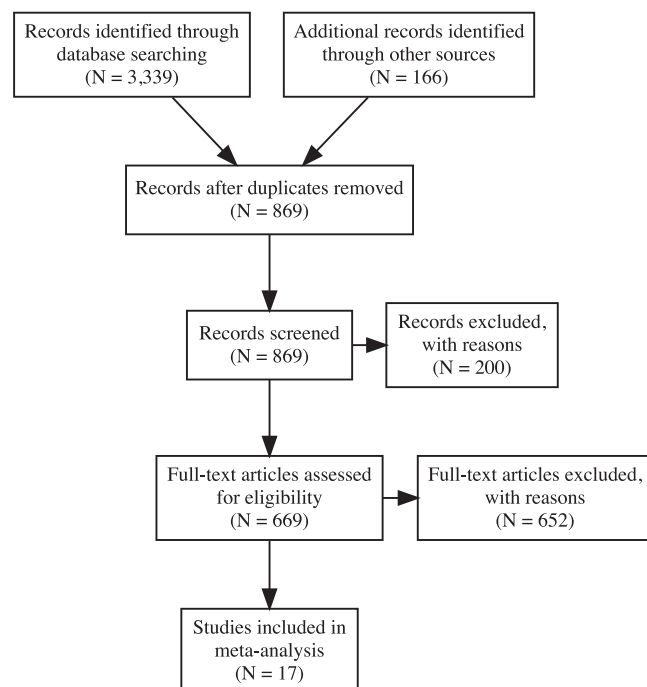 Records identified through
database searching
(N = 3,339)
Additional records identified
through other sources
(N = 166)
Records after duplicates removed
(N = 869)
Records screened
(N = 869)
Records excluded,
with reasons
(N = 200)
Full-text articles assessed
for eligibility
(N = 669)
Full-text articles excluded,
with reasons
(N = 652)
Studies included in
meta-analysis
(N = 17)